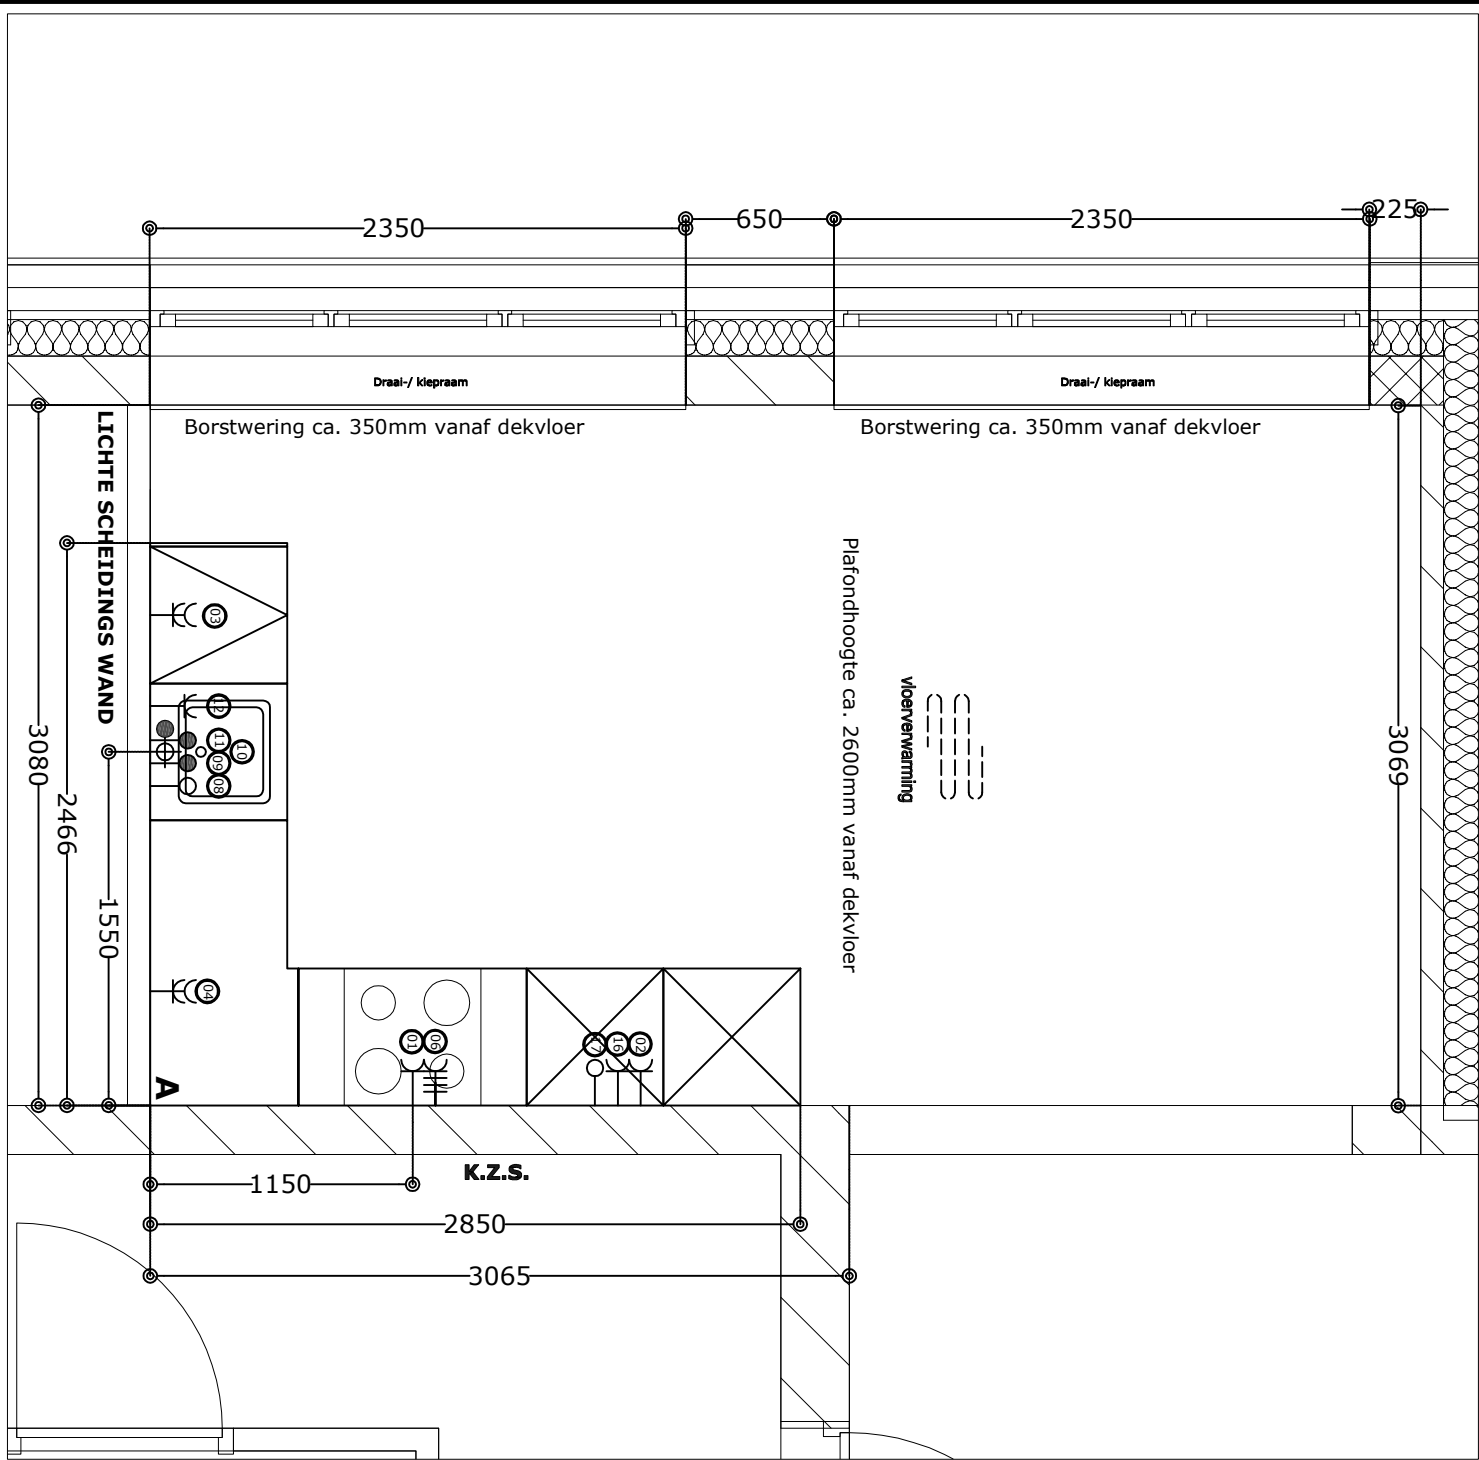 2350
650
2350
225
Draai-/ kiepraam
Draai-/ kiepraam
Borstwering ca. 350mm vanaf dekvloer
Borstwering ca. 350mm vanaf dekvloer
LICHTE SCHEIDINGS WAND
3080
2466
1550
03
12
11
10
09
08
04
A
Plafondhoogte ca. 2600mm vanaf dekvloer
vloerverwarming
3069
01
06
17
16
02
K.Z.S.
1150
2850
3065